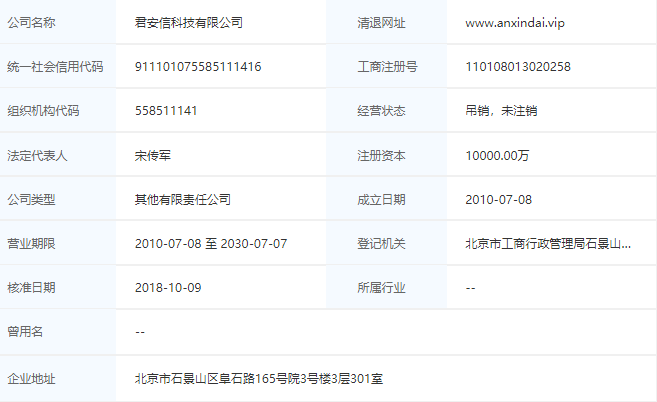 公司名称 君安信科技有限公司 清退网址 www.anxindai.vip
统一社会信用代码 911101075585111416 工商注册号 110108013020258
组织机构代码 558511141 经营状态 吊销，未注销
法定代表人 宋传军 注册资本 10000.00万
公司类型 其他有限责任公司 成立日期 2010-07-08
营业期限 2010-07-08 至 2030-07-07 登记机关 北京市工商行政管理局石景山...
核准日期 2018-10-09 所属行业 --
曾用名 --
企业地址 北京市石景山区阜石路165号院3号楼3层301室